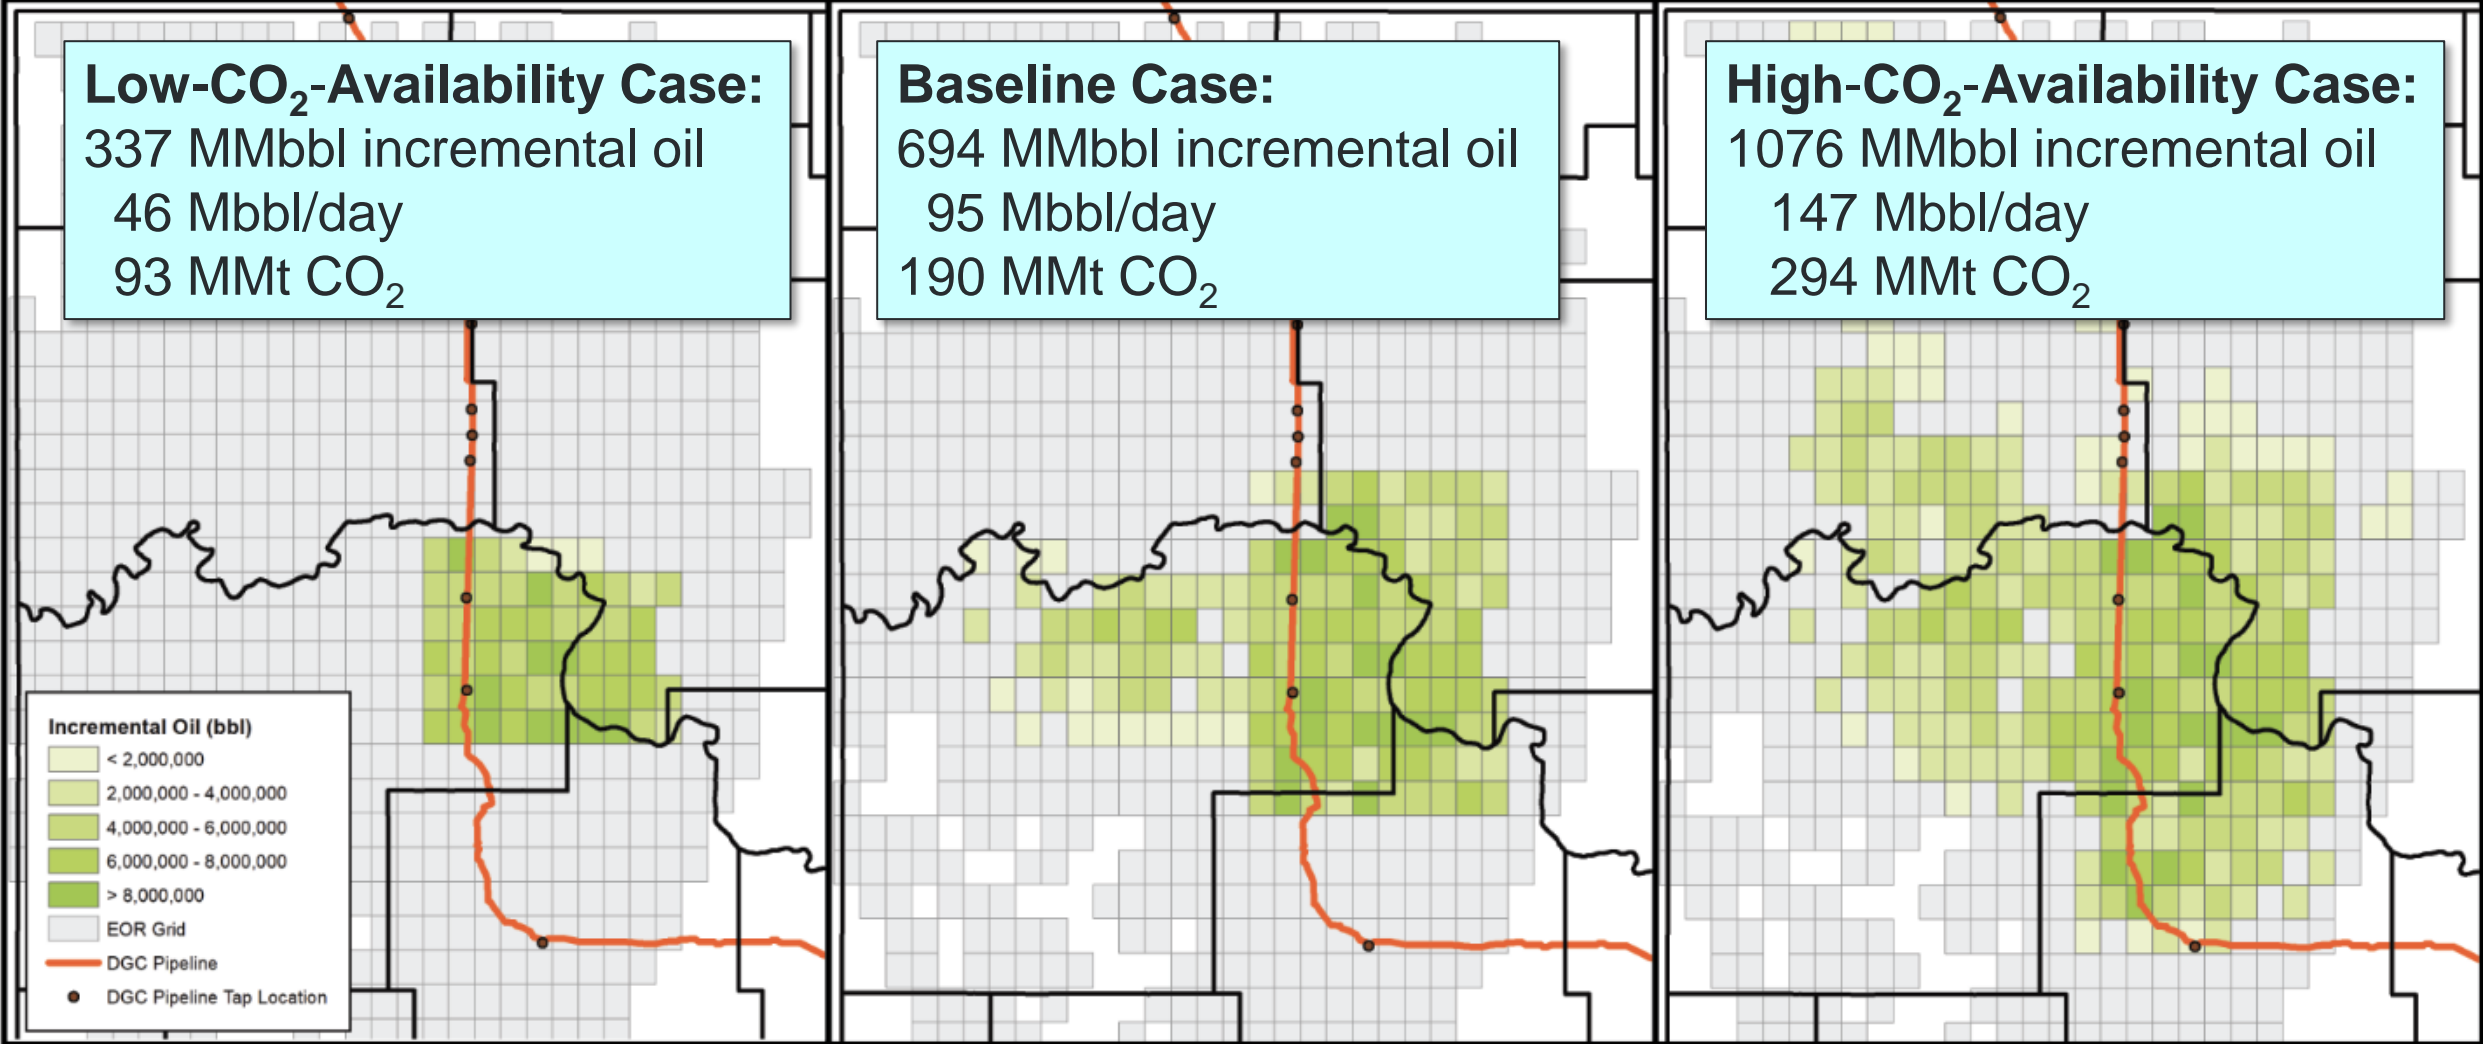 Low-CO₂-Availability Case:
337 MMbbl incremental oil
46 Mbbl/day
93 MMt CO₂
Baseline Case:
694 MMbbl incremental oil
95 Mbbl/day
190 MMt CO₂
High-CO₂-Availability Case:
1076 MMbbl incremental oil
147 Mbbl/day
294 MMt CO₂
Incremental Oil (bbl)
< 2,000,000
2,000,000 - 4,000,000
4,000,000 - 6,000,000
6,000,000 - 8,000,000
> 8,000,000
EOR Grid
DGC Pipeline
DGC Pipeline Tap Location